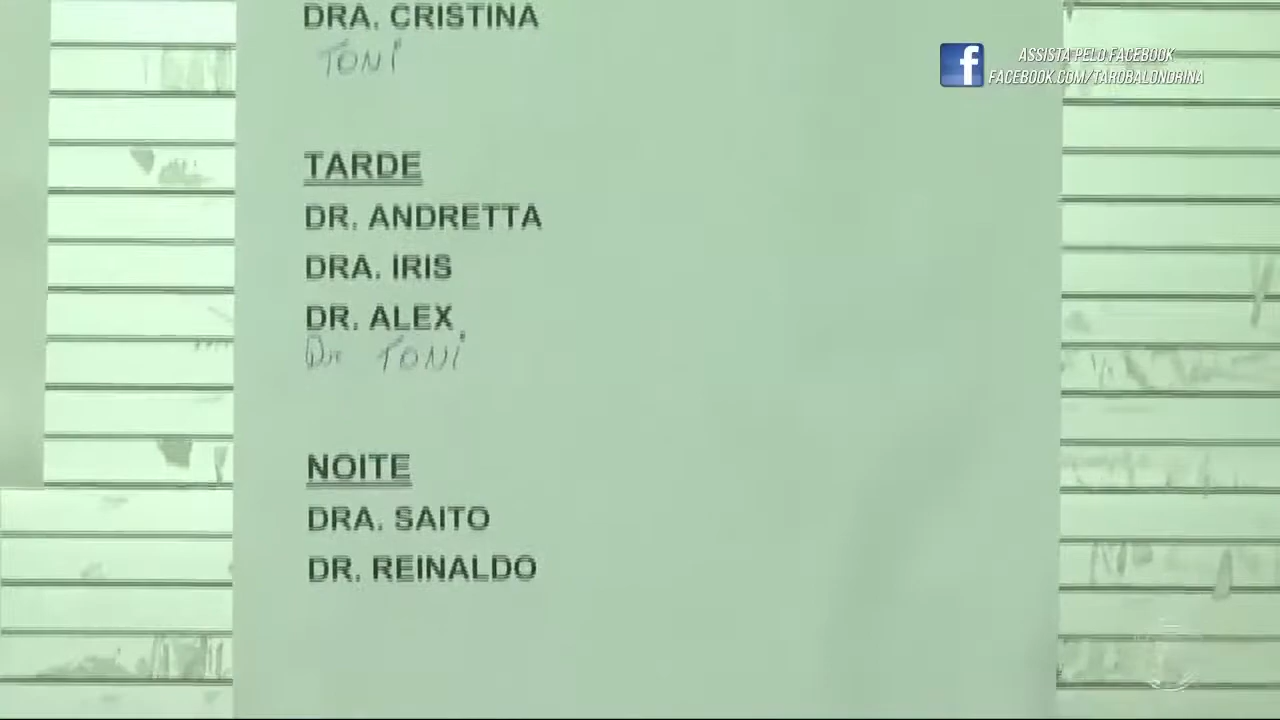 DRA. CRISTINA
TONI
ASSISTA PELO FACEBOOK
FACEBOOK.COM/TAROBALONDRINA
TARDE
DR. ANDRETTA
DRA. IRIS
DR. ALEX
Dr TONI
NOITE
DRA. SAITO
DR. REINALDO